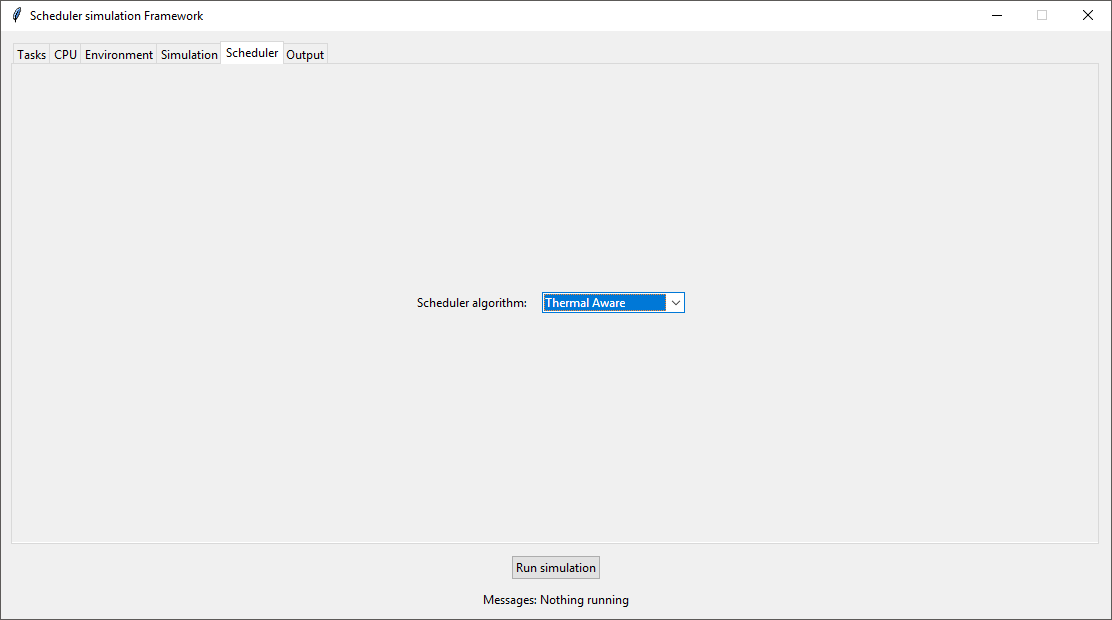 Scheduler simulation Framework
Tasks CPU Environment Simulation Scheduler Output
Scheduler algorithm: Thermal Aware
Run simulation
Messages: Nothing running